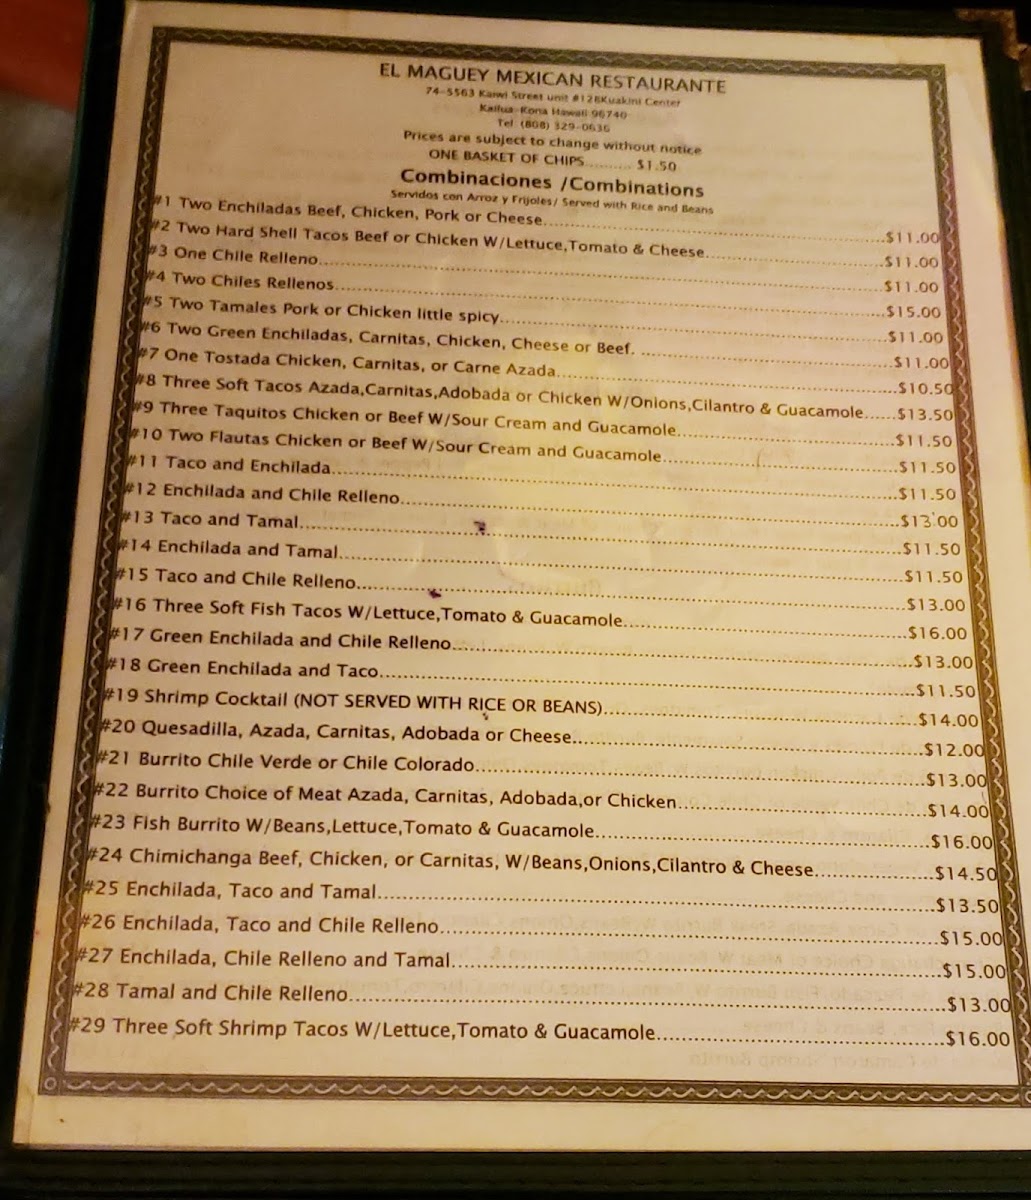 EL MAGUEY MEXICAN RESTAURANTE
74-5563 Kaiwi Street unit #128Kuakini Center
Kailua-Kona Hawaii 96740
Tel (808) 329-0636
Prices are subject to change without notice
ONE BASKET OF CHIPS.......... $1.50
Combinaciones /Combinations
Servidos con Arroz y Frijoles/ Served with Rice and Beans
#1 Two Enchiladas Beef, Chicken, Pork or Cheese....................$11.00
#2 Two Hard Shell Tacos Beef or Chicken W/Lettuce,Tomato & Cheese....................$11.00
#3 One Chile Relleno....................$11.00
#4 Two Chiles Rellenos....................$15.00
#5 Two Tamales Pork or Chicken little spicy....................$11.00
#6 Two Green Enchiladas, Carnitas, Chicken, Cheese or Beef. ....................$11.00
#7 One Tostada Chicken, Carnitas, or Carne Azada....................$10.50
#8 Three Soft Tacos Azada,Carnitas,Adobada or Chicken W/Onions,Cilantro & Guacamole......$13.50
#9 Three Taquitos Chicken or Beef W/Sour Cream and Guacamole....................$11.50
#10 Two Flautas Chicken or Beef W/Sour Cream and Guacamole....................$11.50
#11 Taco and Enchilada....................$11.50
#12 Enchilada and Chile Relleno....................$13.00
#13 Taco and Tamal....................$11.50
#14 Enchilada and Tamal....................$11.50
#15 Taco and Chile Relleno....................$13.00
#16 Three Soft Fish Tacos W/Lettuce,Tomato & Guacamole....................$16.00
#17 Green Enchilada and Chile Relleno....................$13.00
#18 Green Enchilada and Taco....................$11.50
#19 Shrimp Cocktail (NOT SERVED WITH RICE OR BEANS)....................$14.00
#20 Quesadilla, Azada, Carnitas, Adobada or Cheese....................$12.00
#21 Burrito Chile Verde or Chile Colorado....................$13.00
#22 Burrito Choice of Meat Azada, Carnitas, Adobada,or Chicken....................$14.00
#23 Fish Burrito W/Beans,Lettuce,Tomato & Guacamole....................$16.00
#24 Chimichanga Beef, Chicken, or Carnitas, W/Beans,Onions,Cilantro & Cheese....................$14.50
#25 Enchilada, Taco and Tamal....................$13.50
#26 Enchilada, Taco and Chile Relleno....................$15.00
#27 Enchilada, Chile Relleno and Tamal....................$15.00
#28 Tamal and Chile Relleno....................$13.00
#29 Three Soft Shrimp Tacos W/Lettuce,Tomato & Guacamole....................$16.00